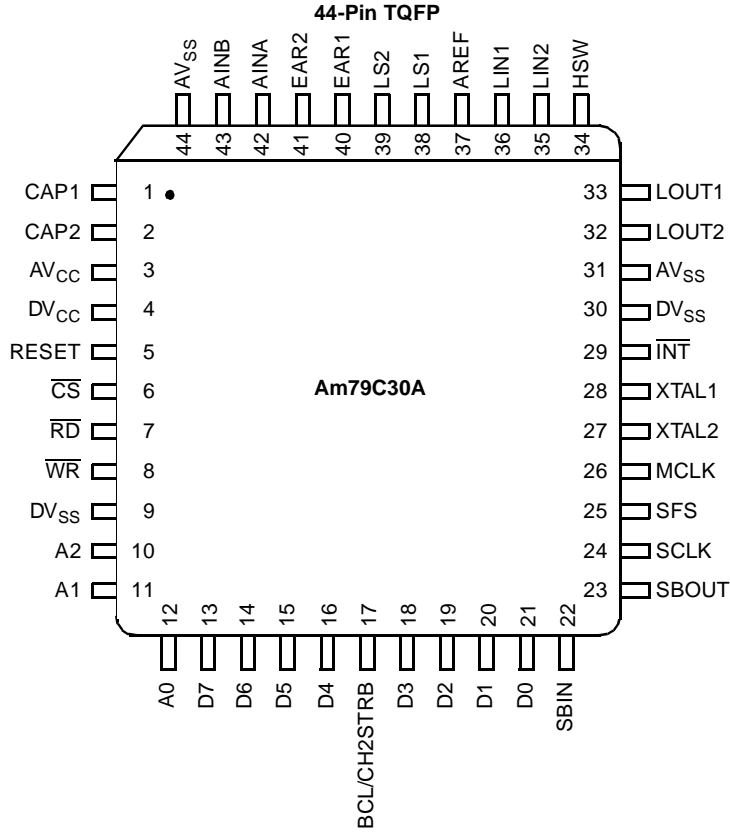 44-Pin TQFP
AVSS
AINB
AINA
EAR2
EAR1
LS2
LS1
AREF
LIN1
LIN2
HSW
44
43
42
41
40
39
38
37
36
35
34
CAP1 1 33 LOUT1
CAP2 2 32 LOUT2
AVCC 3 31 AVSS
DVCC 4 30 DVSS
RESET 5 29 INT
CS 6 Am79C30A 28 XTAL1
RD 7 27 XTAL2
WR 8 26 MCLK
DVSS 9 25 SFS
A2 10 24 SCLK
A1 11 23 SBOUT
12
13
14
15
16
17
18
19
20
21
22
A0
D7
D6
D5
D4
BCL/CH2STRB
D3
D2
D1
D0
SBIN